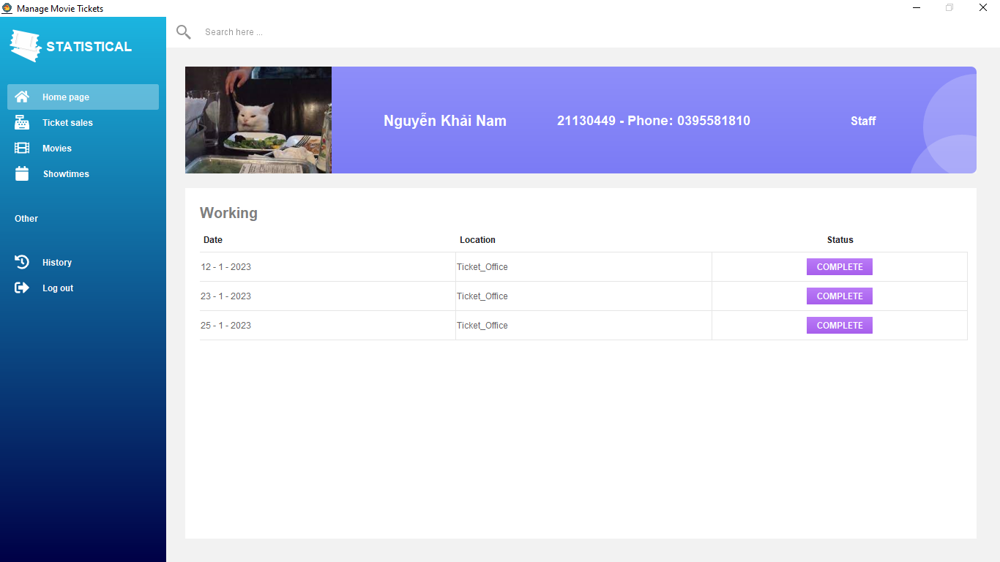 Manage Movie Tickets
STATISTICAL
Search here ...
Home page
Ticket sales
Movies
Showtimes
Other
History
Log out
Nguyễn Khải Nam
21130449 - Phone: 0395581810
Staff
Working
Date Location Status
12 - 1 - 2023 Ticket_Office COMPLETE
23 - 1 - 2023 Ticket_Office COMPLETE
25 - 1 - 2023 Ticket_Office COMPLETE